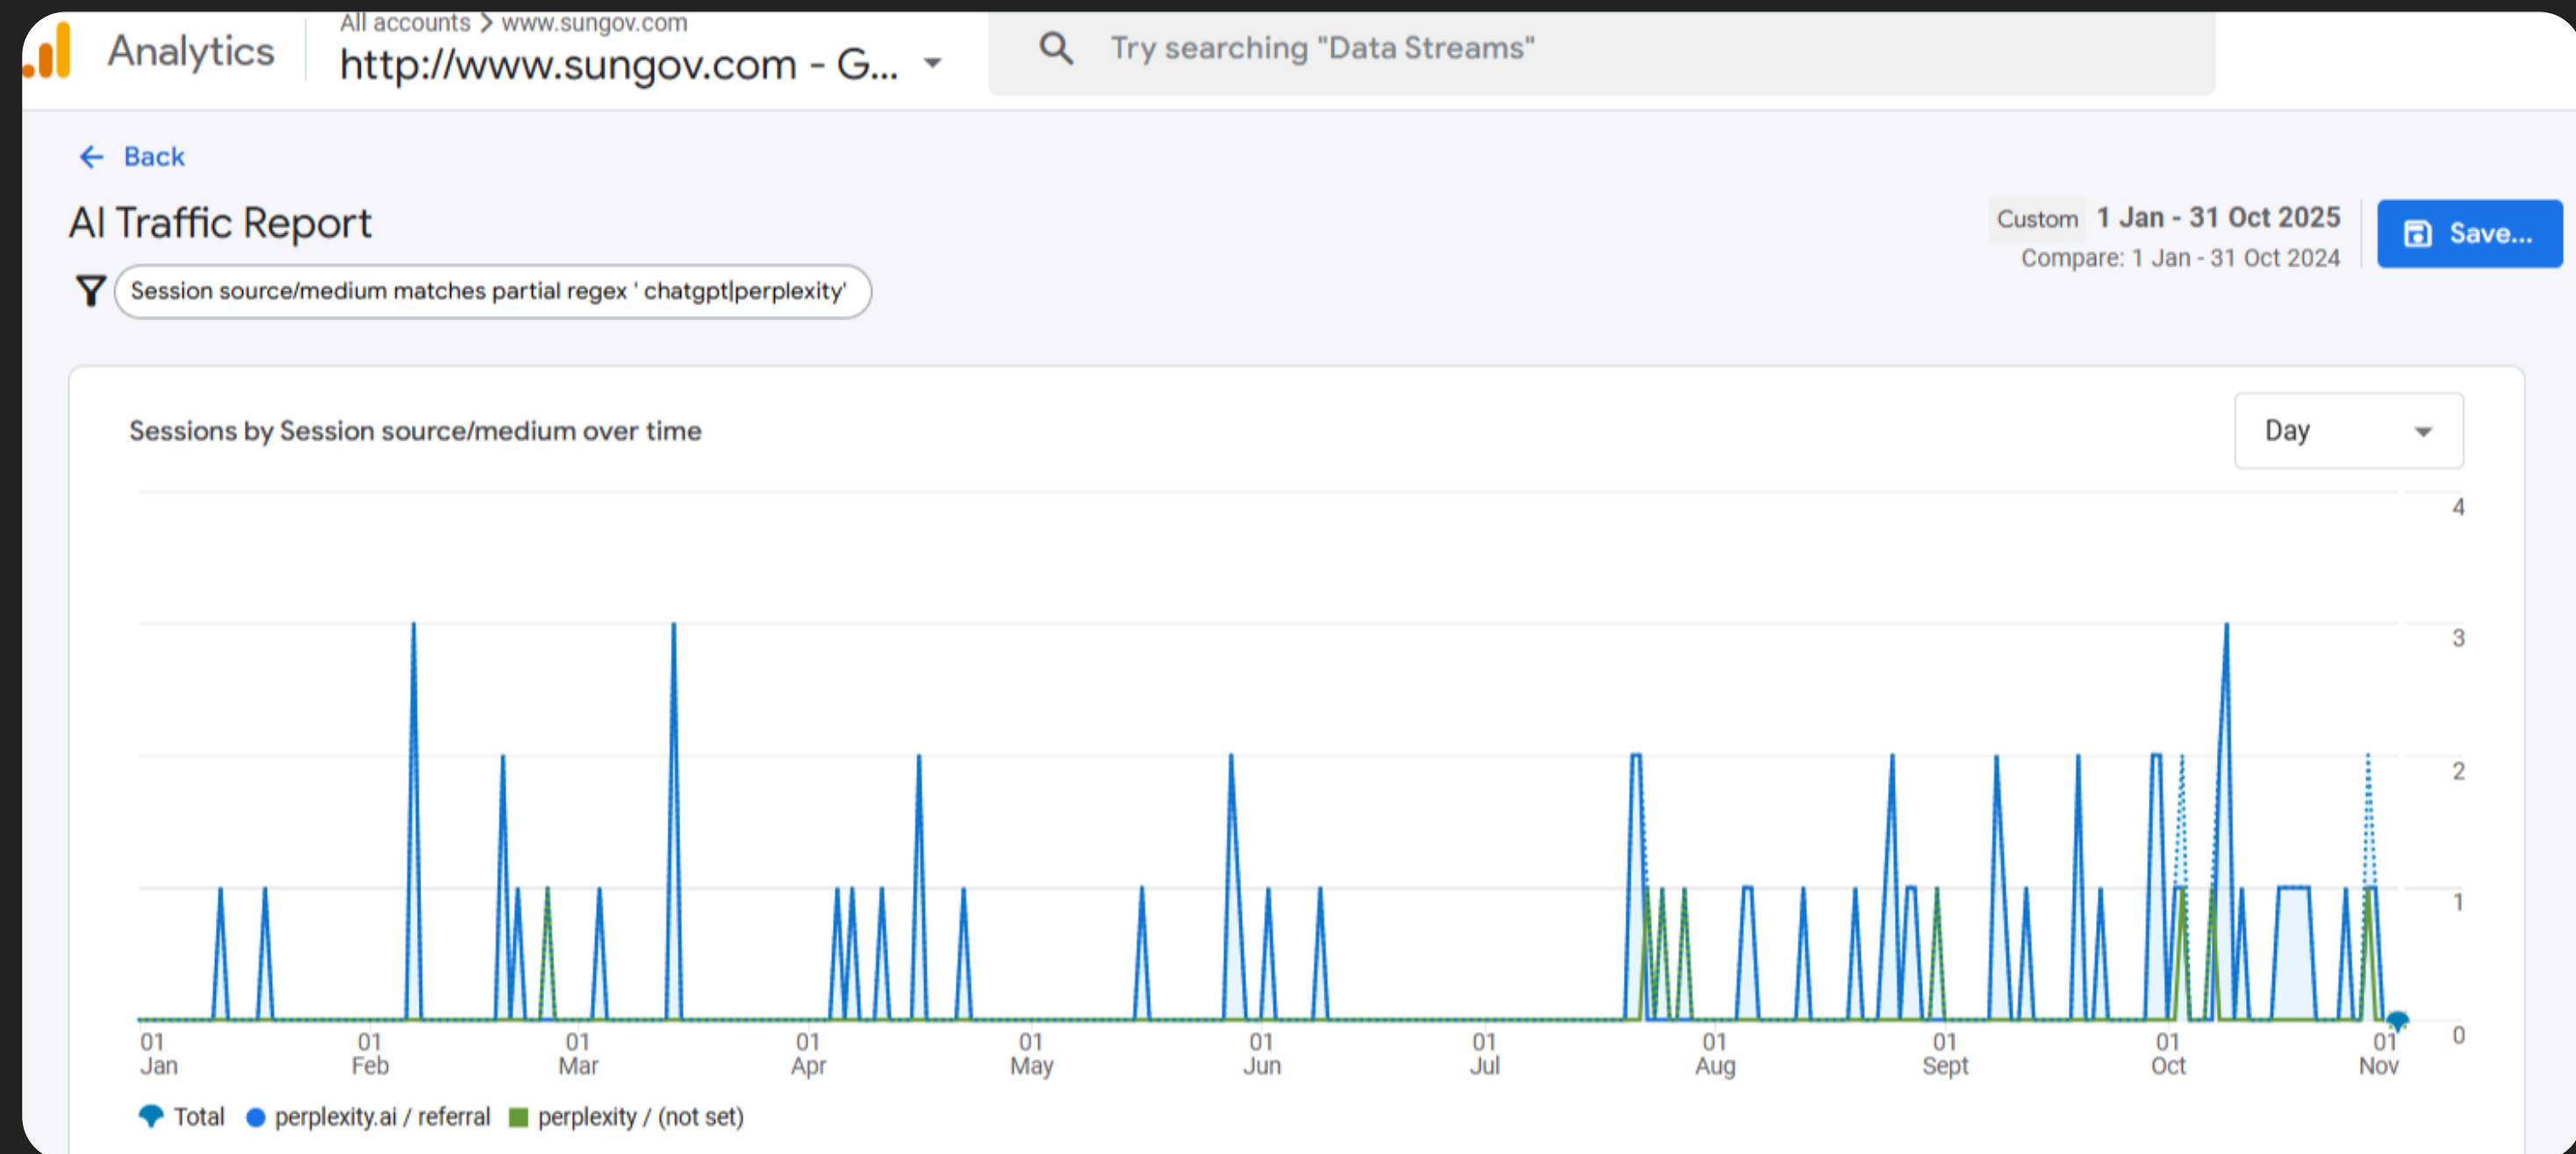 All accounts > www.sungov.com
Analytics
http://www.sungov.com - G...
Try searching "Data Streams"
← Back
AI Traffic Report
Custom 1 Jan - 31 Oct 2025
Compare: 1 Jan - 31 Oct 2024
Save...
Session source/medium matches partial regex ' chatgpt|perplexity'
Sessions by Session source/medium over time
Day
4
3
2
1
0
01 Jan
01 Feb
01 Mar
01 Apr
01 May
01 Jun
01 Jul
01 Aug
01 Sept
01 Oct
01 Nov
Total perplexity.ai / referral perplexity / (not set)